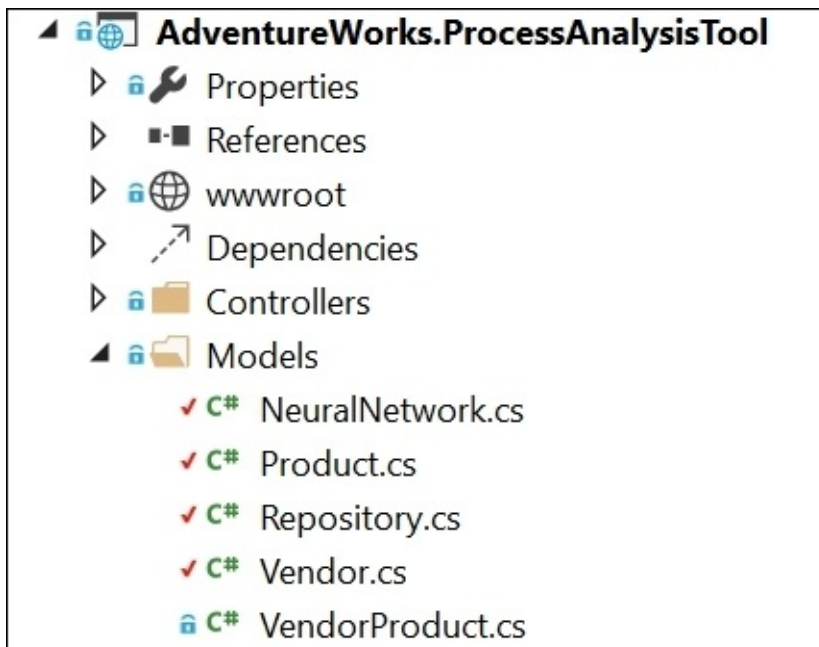 AdventureWorks.ProcessAnalysisTool
Properties
References
wwwroot
Dependencies
Controllers
Models
C# NeuralNetwork.cs
C# Product.cs
C# Repository.cs
C# Vendor.cs
C# VendorProduct.cs